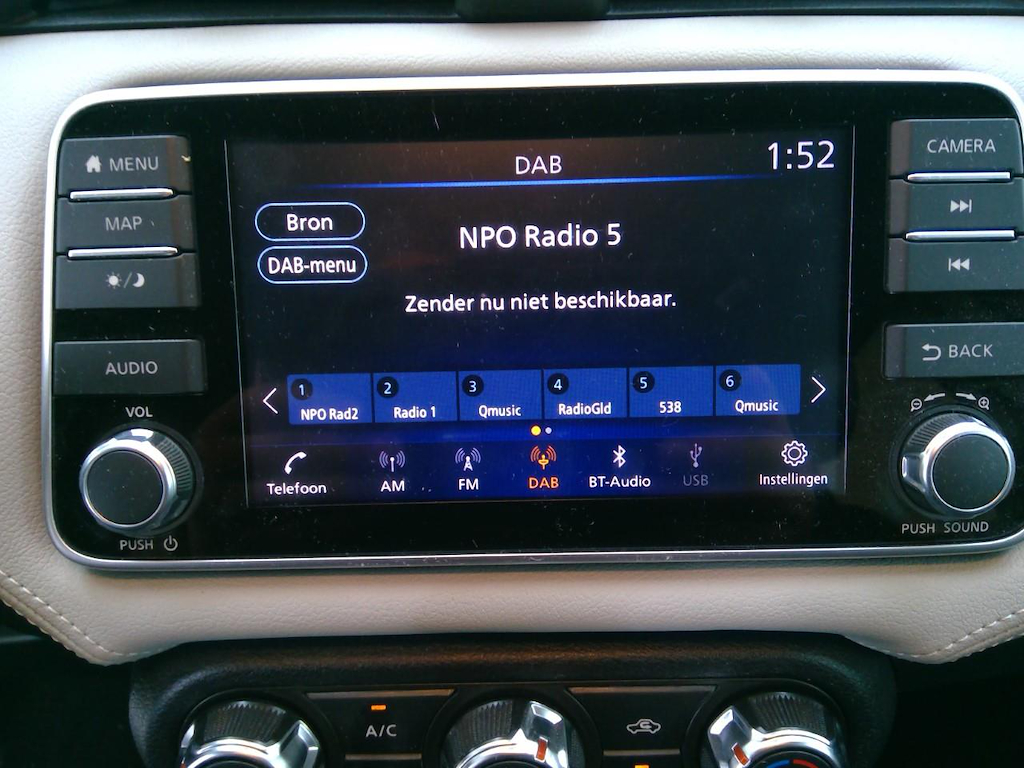 DAB
1:52
MENU
MAP
AUDIO
VOL
PUSH
Bron
DAB-menu
NPO Radio 5
Zender nu niet beschikbaar.
1 NPO Rad2
2 Radio 1
3 Qmusic
4 RadioGld
5 538
6 Qmusic
Telefoon
AM
FM
DAB
BT-Audio
USB
Instellingen
CAMERA
BACK
PUSH SOUND
A/C